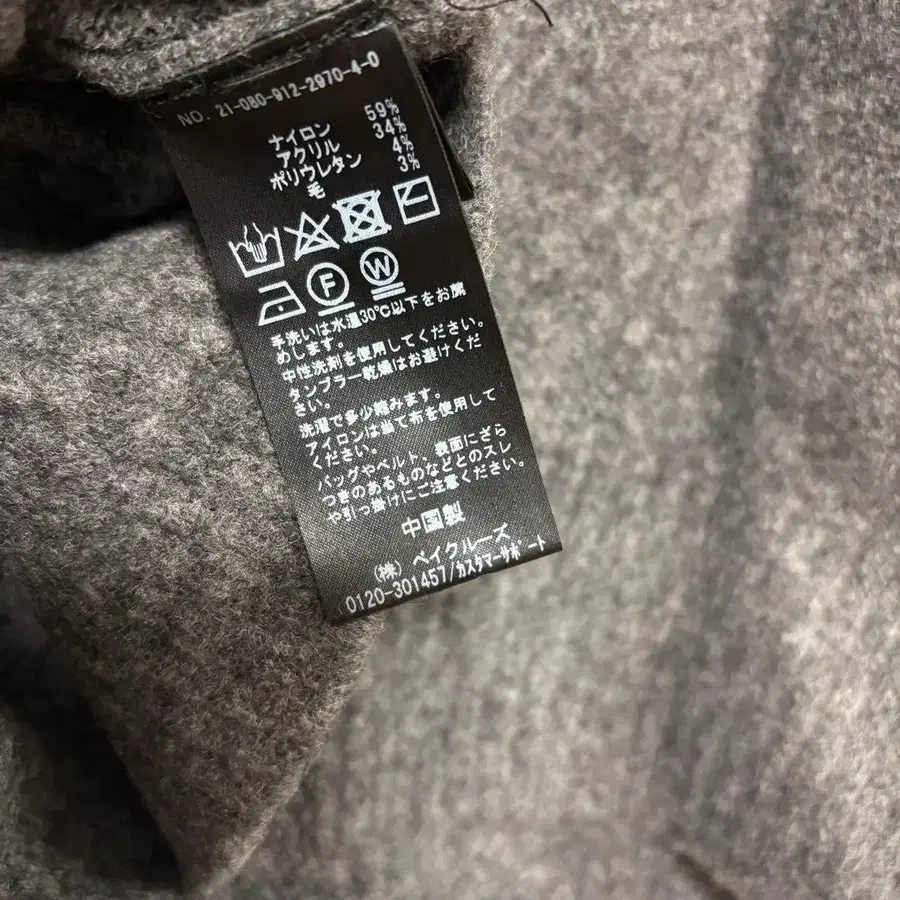 NO. 21-080-912-2970-4-0
ナイロン 59%
アクリル 34%
ポリウレタン 4%
毛 3%
F W
手洗いは水温30℃以下をお薦
めします。
中性洗剤を使用してください。
タンブラー乾燥はお避けくだ
さい。
洗濯で多少縮みます。
アイロンは当て布を使用して
ください。
バッグやベルト、表面にざら
つきのあるものなどとのスレ
や引っ掛けにご注意ください。
中国製
(株) ベイクルーズ
0120-301457/カスタマーサポート